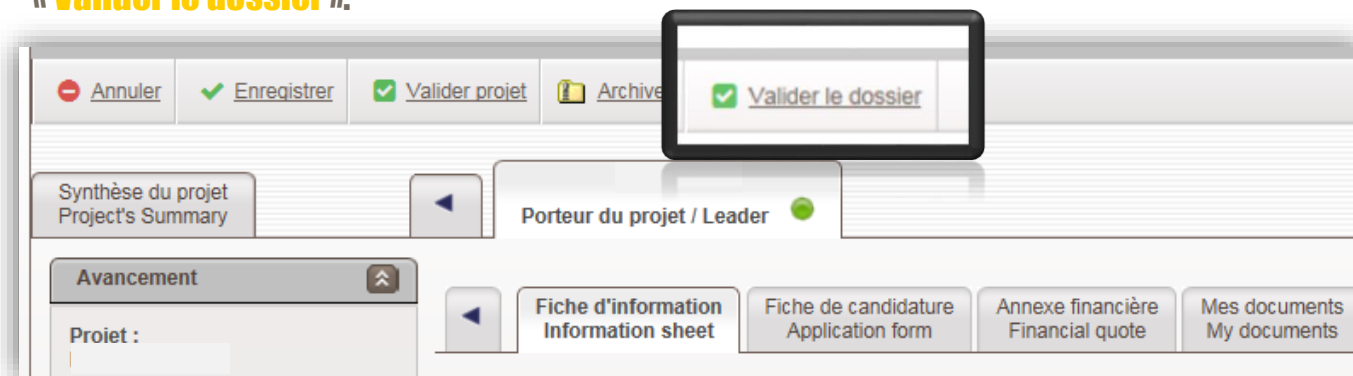 « Valider le dossier ».
Annuler Enregistrer Valider projet Archive Valider le dossier
Synthèse du projet
Project's Summary
Porteur du projet / Leader
Avancement
Fiche d'information Fiche de candidature Annexe financière Mes documents
Information sheet Application form Financial quote My documents
Projet :